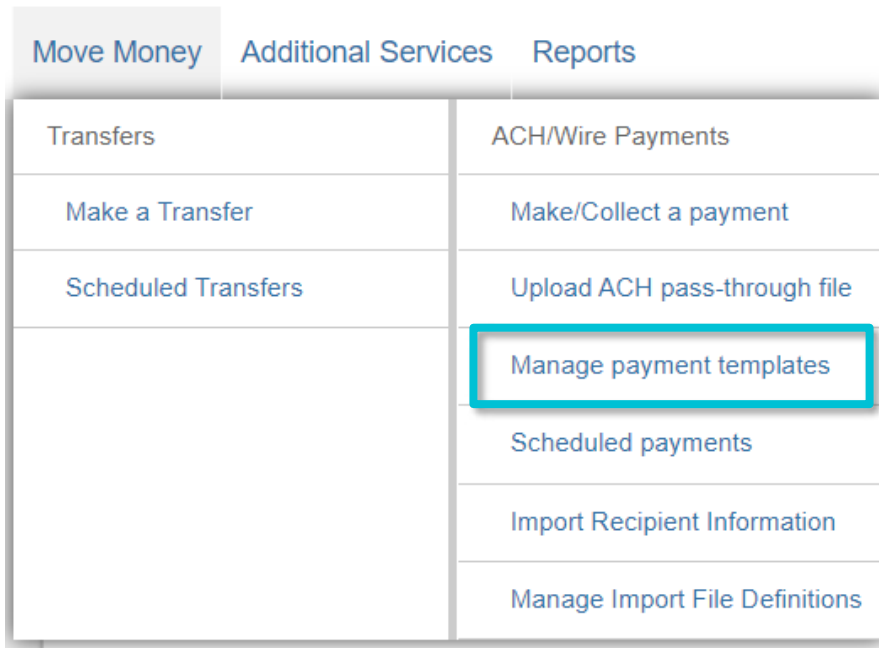 Move Money Additional Services Reports
Transfers
Make a Transfer
Scheduled Transfers
ACH/Wire Payments
Make/Collect a payment
Upload ACH pass-through file
Manage payment templates
Scheduled payments
Import Recipient Information
Manage Import File Definitions